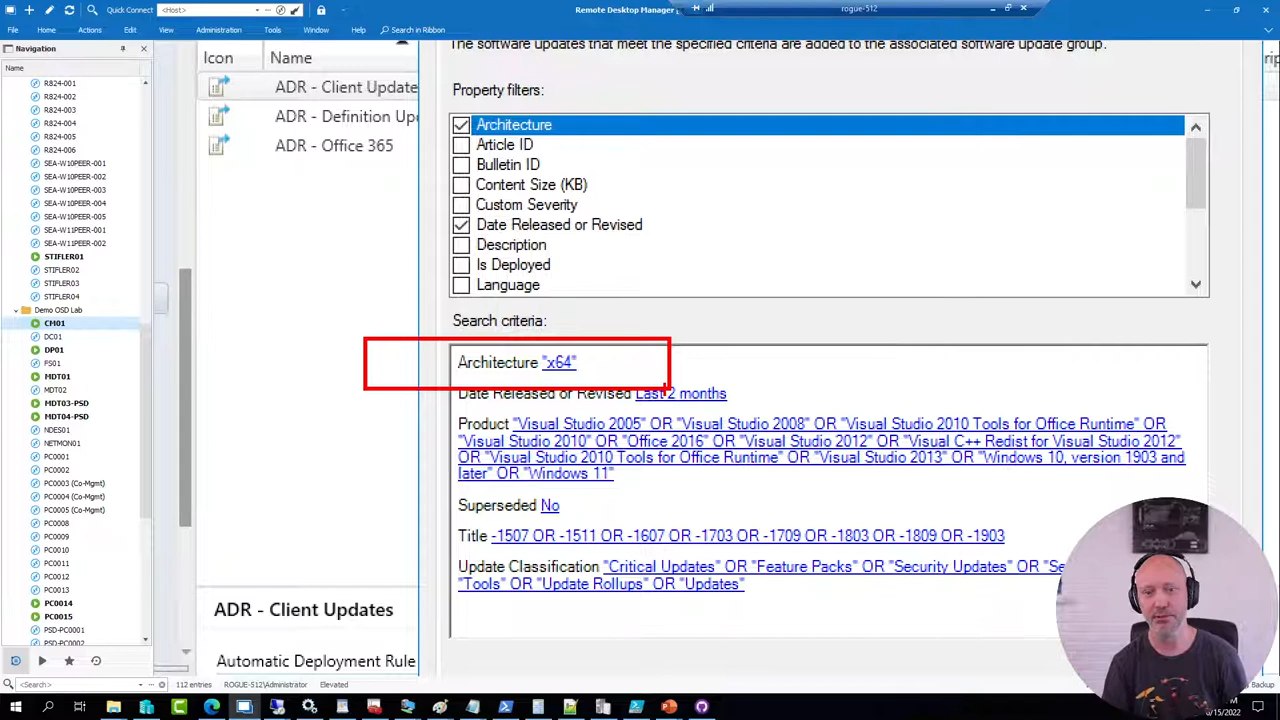 Quick Connect <Host>
Remote Desktop Manager
rogue-512
File Home Actions View Edit Administration Tools Window Help Search in Ribbon
Navigation
Name
R824-001
R824-002
R824-003
R824-004
R824-005
R824-006
SEA-W10PEER-001
SEA-W10PEER-002
SEA-W10PEER-003
SEA-W10PEER-004
SEA-W10PEER-005
SEA-W11PEER-001
SEA-W11PEER-002
STIFLER01
STIFLER02
STIFLER03
STIFLER04
Demo OSD Lab
CM01
DC01
DP01
FS01
MDT01
MDT02
MDT03-PSD
MDT04-PSD
NDES01
NETMON01
PC0001
PC0002
PC0003 (Co-Mgmt)
PC0004 (Co-Mgmt)
PC0005 (Co-Mgmt)
PC0008
PC0009
PC0010
PC0011
PC0012
PC0013
PC0014
PC0015
PSD-PC0001
PSD-PC0002
<Search>
Icon Name
ADR - Client Update
ADR - Definition Up
ADR - Office 365
ADR - Client Updates
Automatic Deployment Rule
The software updates that meet the specified criteria are added to the associated software update group.
Property filters:
Architecture
Article ID
Bulletin ID
Content Size (KB)
Custom Severity
Date Released or Revised
Description
Is Deployed
Language
Search criteria:
Architecture "x64"
Date Released or Revised Last 2 months
Product "Visual Studio 2005" OR "Visual Studio 2008" OR "Visual Studio 2010 Tools for Office Runtime" OR
"Visual Studio 2010" OR "Office 2016" OR "Visual Studio 2012" OR "Visual C++ Redist for Visual Studio 2012"
OR "Visual Studio 2010 Tools for Office Runtime" OR "Visual Studio 2013" OR "Windows 10, version 1903 and
later" OR "Windows 11"
Superseded No
Title -1507 OR -1511 OR -1607 OR -1703 OR -1709 OR -1803 OR -1809 OR -1903
Update Classification "Critical Updates" OR "Feature Packs" OR "Security Updates" OR "Se
"Tools" OR "Update Rollups" OR "Updates"
rip
112 entries ROGUE-512\Administrator Elevated
Backup
/15/2022